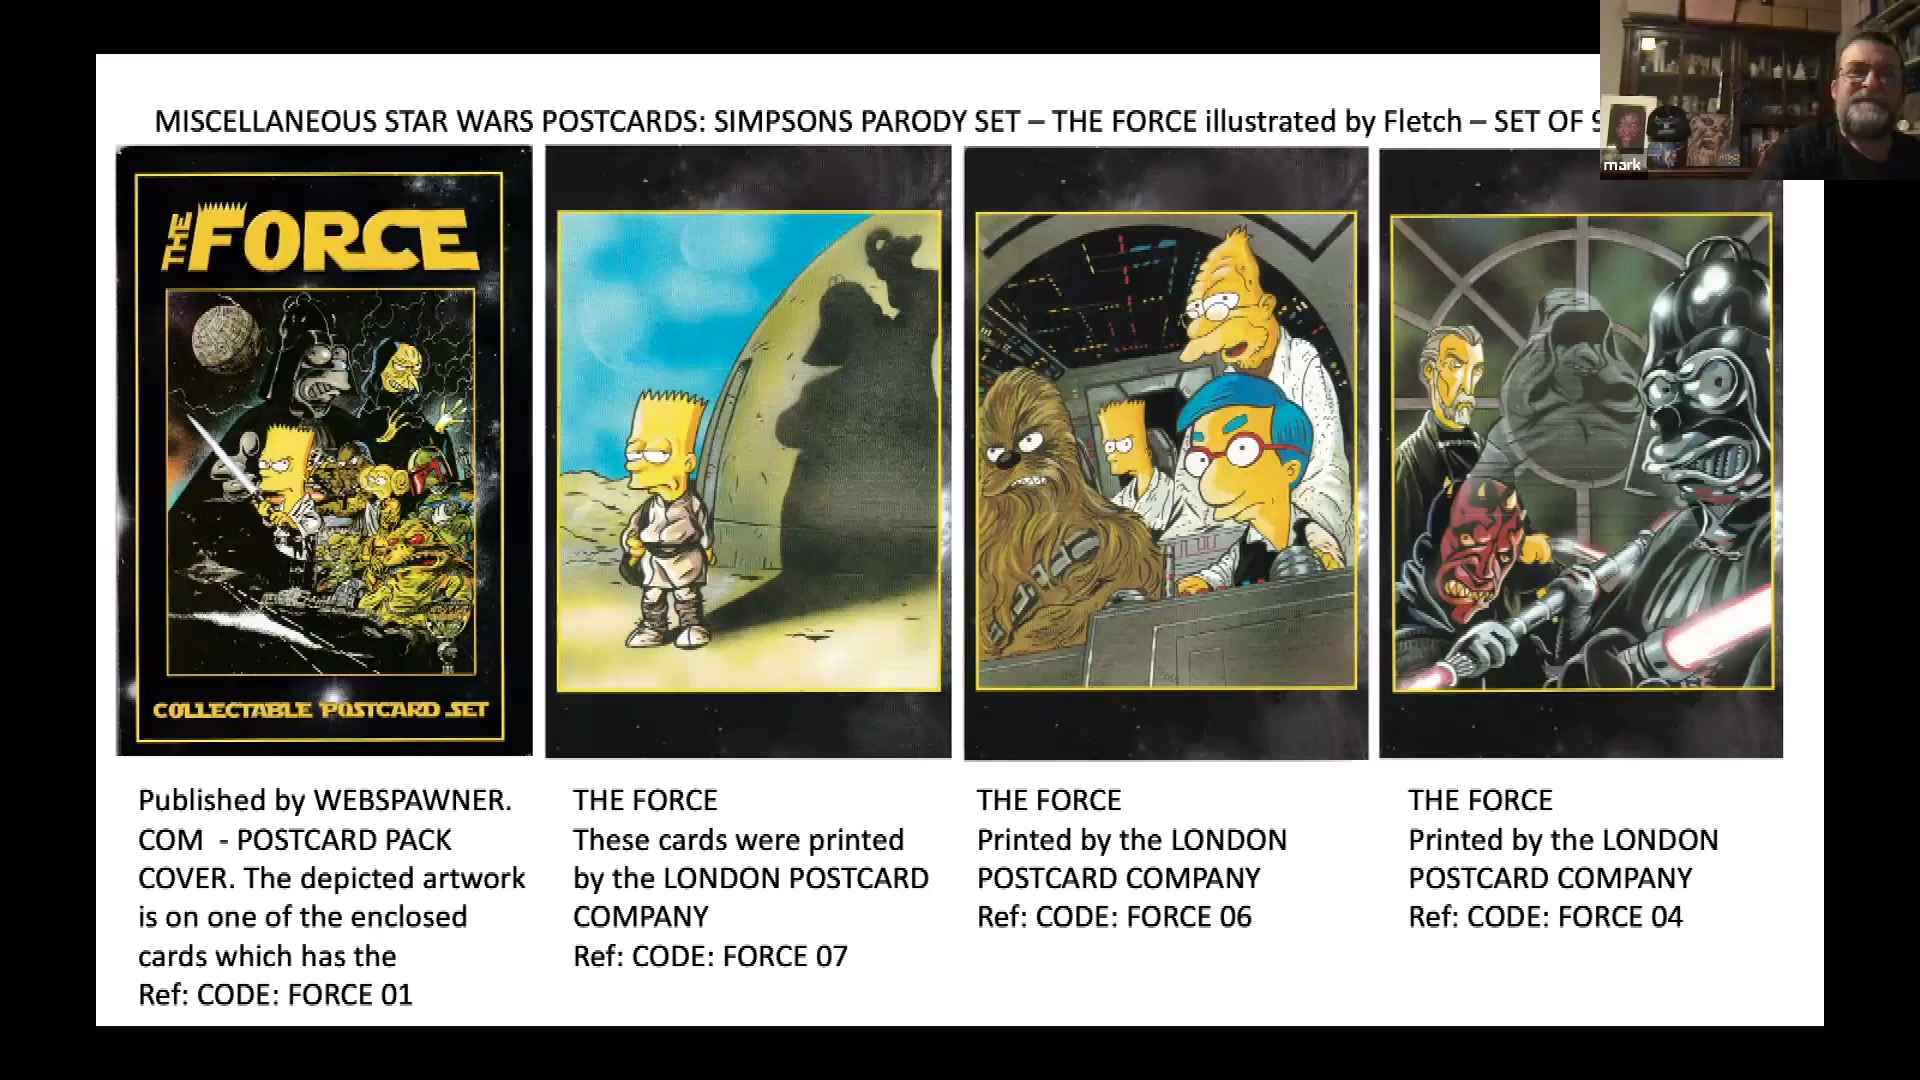 MISCELLANEOUS STAR WARS POSTCARDS: SIMPSONS PARODY SET – THE FORCE illustrated by Fletch – SET OF 9
mark
THE FORCE
COLLECTABLE POSTCARD SET
Published by WEBSPAWNER.
COM - POSTCARD PACK
COVER. The depicted artwork
is on one of the enclosed
cards which has the
Ref: CODE: FORCE 01
THE FORCE
These cards were printed
by the LONDON POSTCARD
COMPANY
Ref: CODE: FORCE 07
THE FORCE
Printed by the LONDON
POSTCARD COMPANY
Ref: CODE: FORCE 06
THE FORCE
Printed by the LONDON
POSTCARD COMPANY
Ref: CODE: FORCE 04